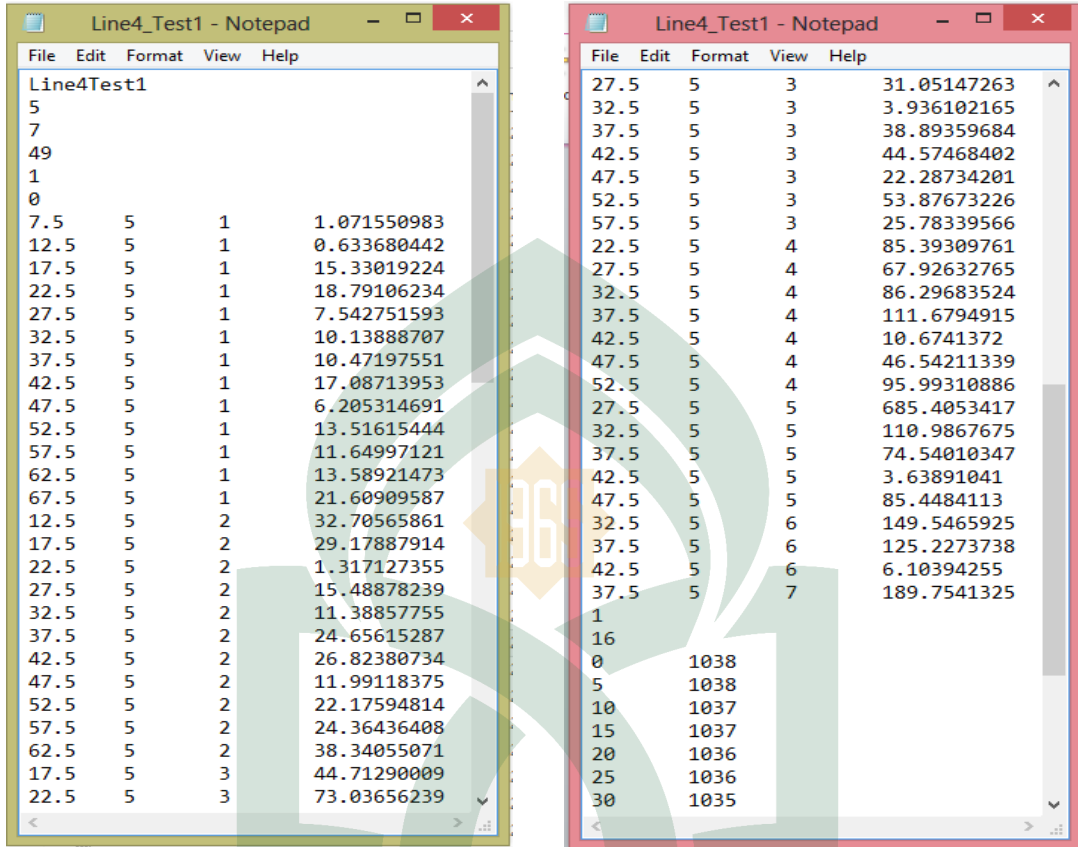 Line4_Test1 - Notepad
File Edit Format View Help
Line4Test1
5
7
49
1
0
7.5 5 1 1.071550983
12.5 5 1 0.633680442
17.5 5 1 15.33019224
22.5 5 1 18.79106234
27.5 5 1 7.542751593
32.5 5 1 10.13888707
37.5 5 1 10.47197551
42.5 5 1 17.08713953
47.5 5 1 6.205314691
52.5 5 1 13.51615444
57.5 5 1 11.64997121
62.5 5 1 13.58921473
67.5 5 1 21.60909587
12.5 5 2 32.70565861
17.5 5 2 29.17887914
22.5 5 2 1.317127355
27.5 5 2 15.48878239
32.5 5 2 11.38857755
37.5 5 2 24.65615287
42.5 5 2 26.82380734
47.5 5 2 11.99118375
52.5 5 2 22.17594814
57.5 5 2 24.36436408
62.5 5 2 38.34055071
17.5 5 3 44.71290009
22.5 5 3 73.03656239
Line4_Test1 - Notepad
File Edit Format View Help
27.5 5 3 31.05147263
32.5 5 3 3.936102165
37.5 5 3 38.89359684
42.5 5 3 44.57468402
47.5 5 3 22.28734201
52.5 5 3 53.87673226
57.5 5 3 25.78339566
22.5 5 4 85.39309761
27.5 5 4 67.92632765
32.5 5 4 86.29683524
37.5 5 4 111.6794915
42.5 5 4 10.6741372
47.5 5 4 46.54211339
52.5 5 4 95.99310886
27.5 5 5 685.4053417
32.5 5 5 110.9867675
37.5 5 5 74.54010347
42.5 5 5 3.63891041
47.5 5 5 85.4484113
32.5 5 6 149.5465925
37.5 5 6 125.2273738
42.5 5 6 6.10394255
37.5 5 7 189.7541325
1
16
0 1038
5 1038
10 1037
15 1037
20 1036
25 1036
30 1035